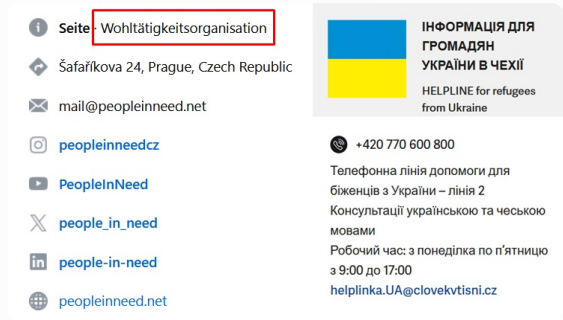 Seite · Wohltätigkeitsorganisation
Šafaříkova 24, Prague, Czech Republic
mail@peopleinneed.net
peopleinneedcz
PeopleInNeed
people_in_need
people-in-need
peopleinneed.net
ІНФОРМАЦІЯ ДЛЯ
ГРОМАДЯН
УКРАЇНИ В ЧЕХІЇ
HELPLINE for refugees
from Ukraine
+420 770 600 800
Телефонна лінія допомоги для
біженців з України – лінія 2
Консультації українською та чеською
мовами
Робочий час: з понеділка по п'ятницю
з 9:00 до 17:00
helplinka.UA@clovekvtisni.cz